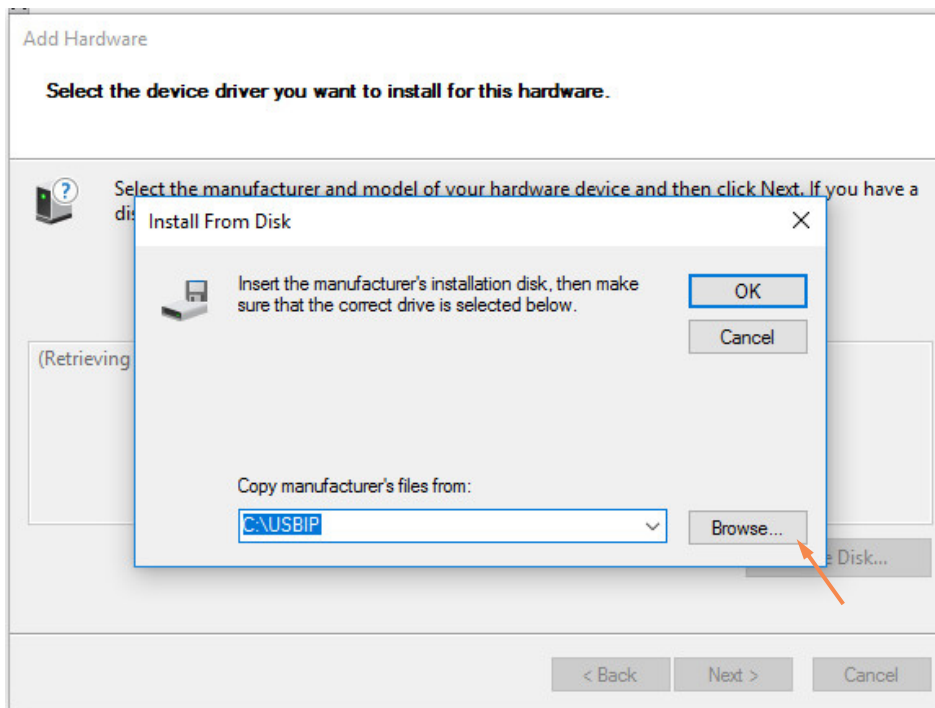 Add Hardware
Select the device driver you want to install for this hardware.
Select the manufacturer and model of your hardware device and then click Next. If you have a
dis
Install From Disk
Insert the manufacturer's installation disk, then make
sure that the correct drive is selected below.
OK
Cancel
(Retrieving
Copy manufacturer's files from:
C:\USBIP
Browse...
Disk...
< Back
Next >
Cancel